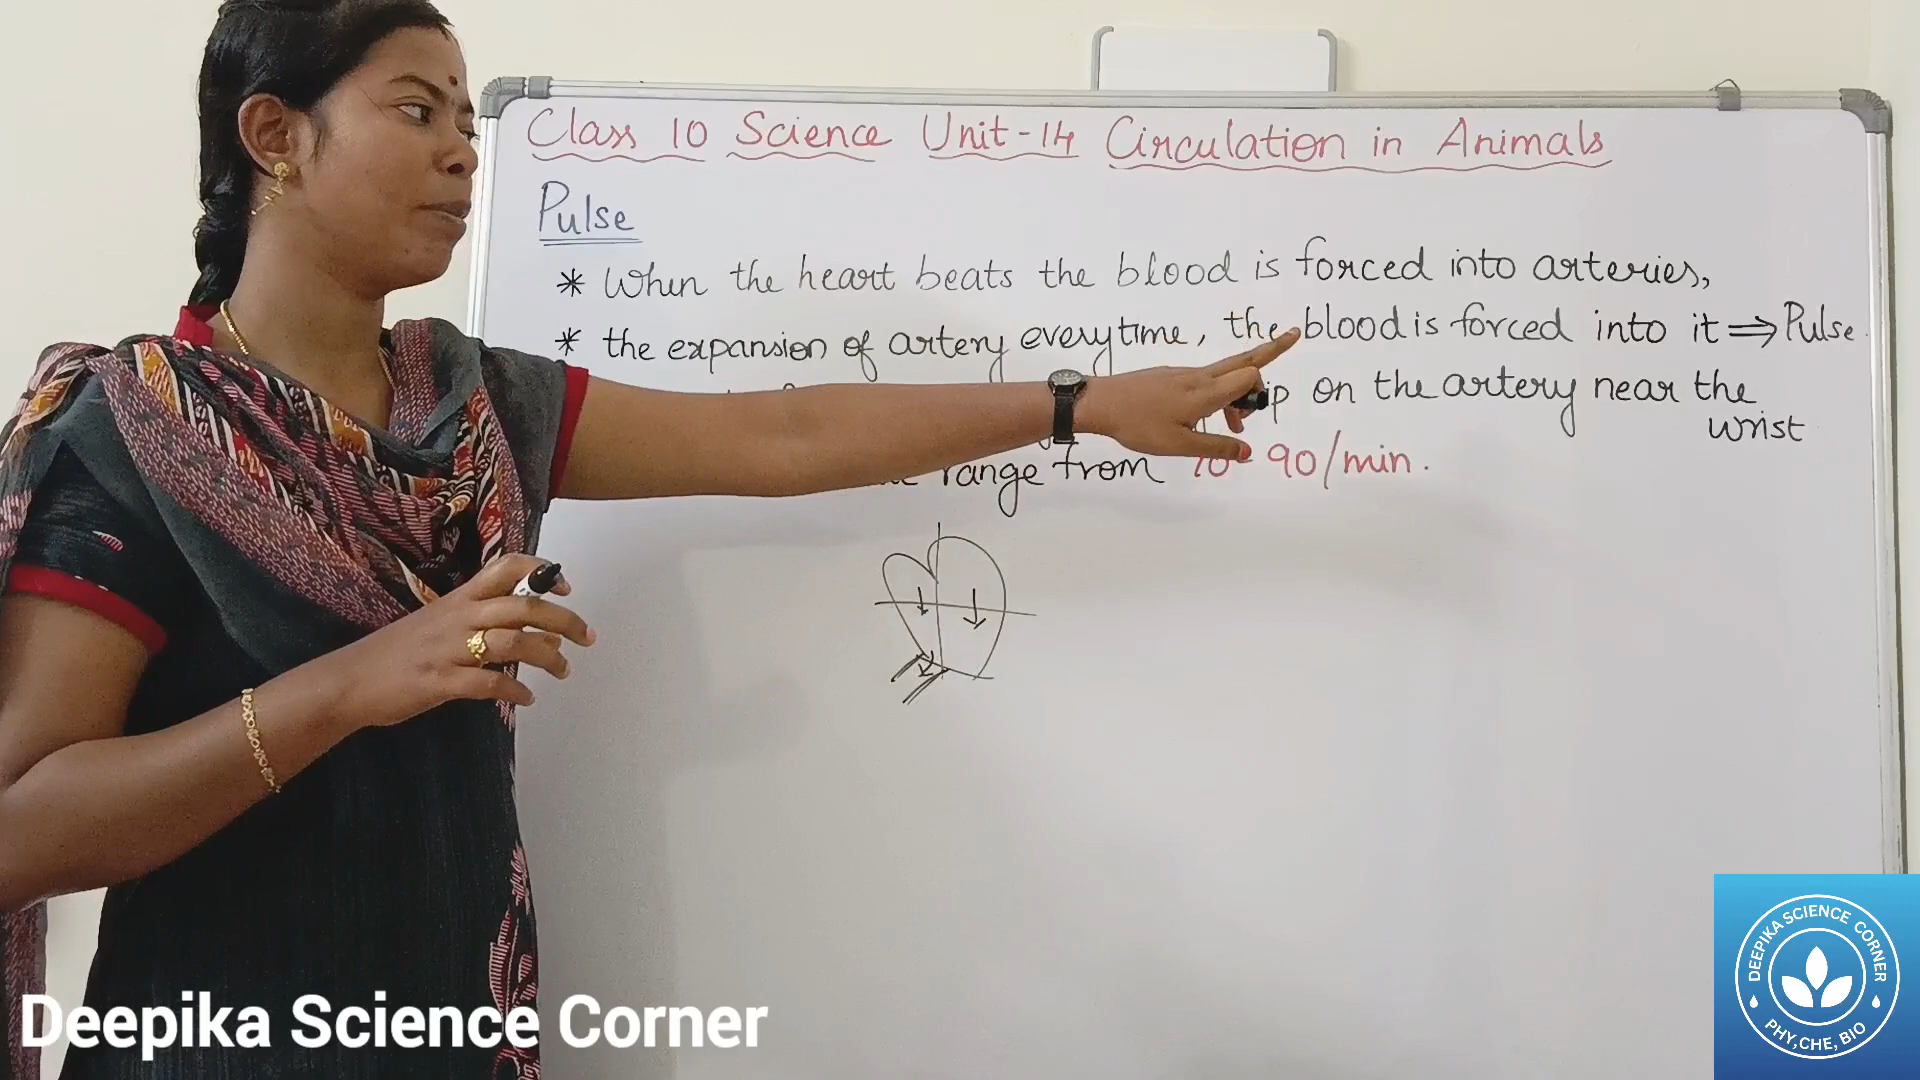 Class 10 Science Unit-14 Circulation in Animals
Pulse
* When the heart beats the blood is forced into arteries,
* the expansion of artery everytime, the blood is forced into it ⇒ Pulse.
on the artery near the
wrist
range from 70-90/min.
Deepika Science Corner
DEEPIKA SCIENCE CORNER
PHY,CHE, BIO